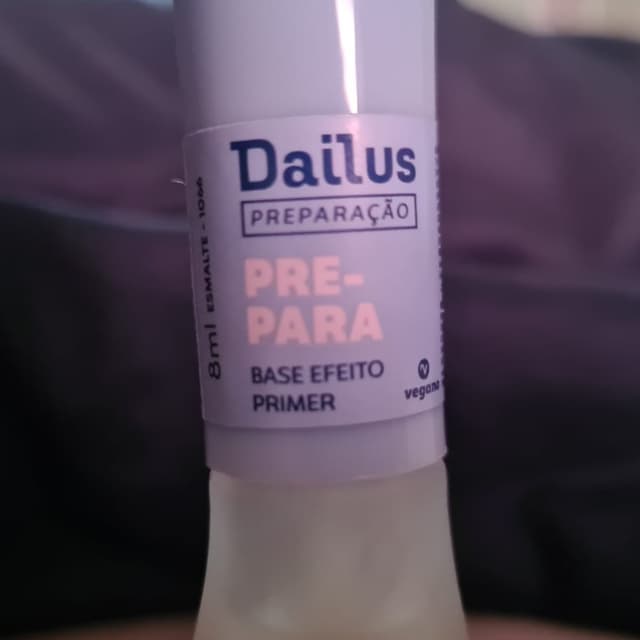 Dailus
PREPARAÇÃO
PRE-
PARA
BASE EFEITO
PRIMER
vegano
8ml ESMALTE - 1066